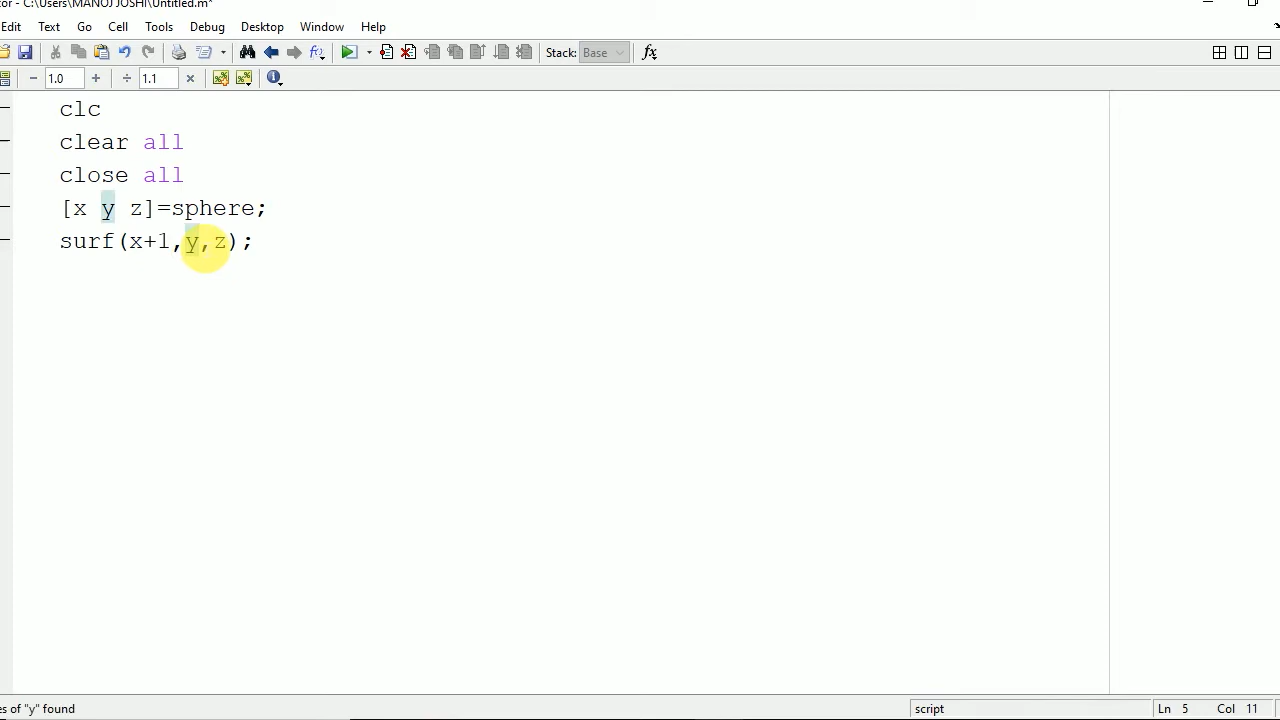 or - C:\Users\MANOJ JOSHI\Untitled.m*
Edit Text Go Cell Tools Debug Desktop Window Help
Stack: Base fx
− 1.0 + ÷ 1.1 ×
clc
clear all
close all
[x y z]=sphere;
surf(x+1,y,z);
es of "y" found script Ln 5 Col 11